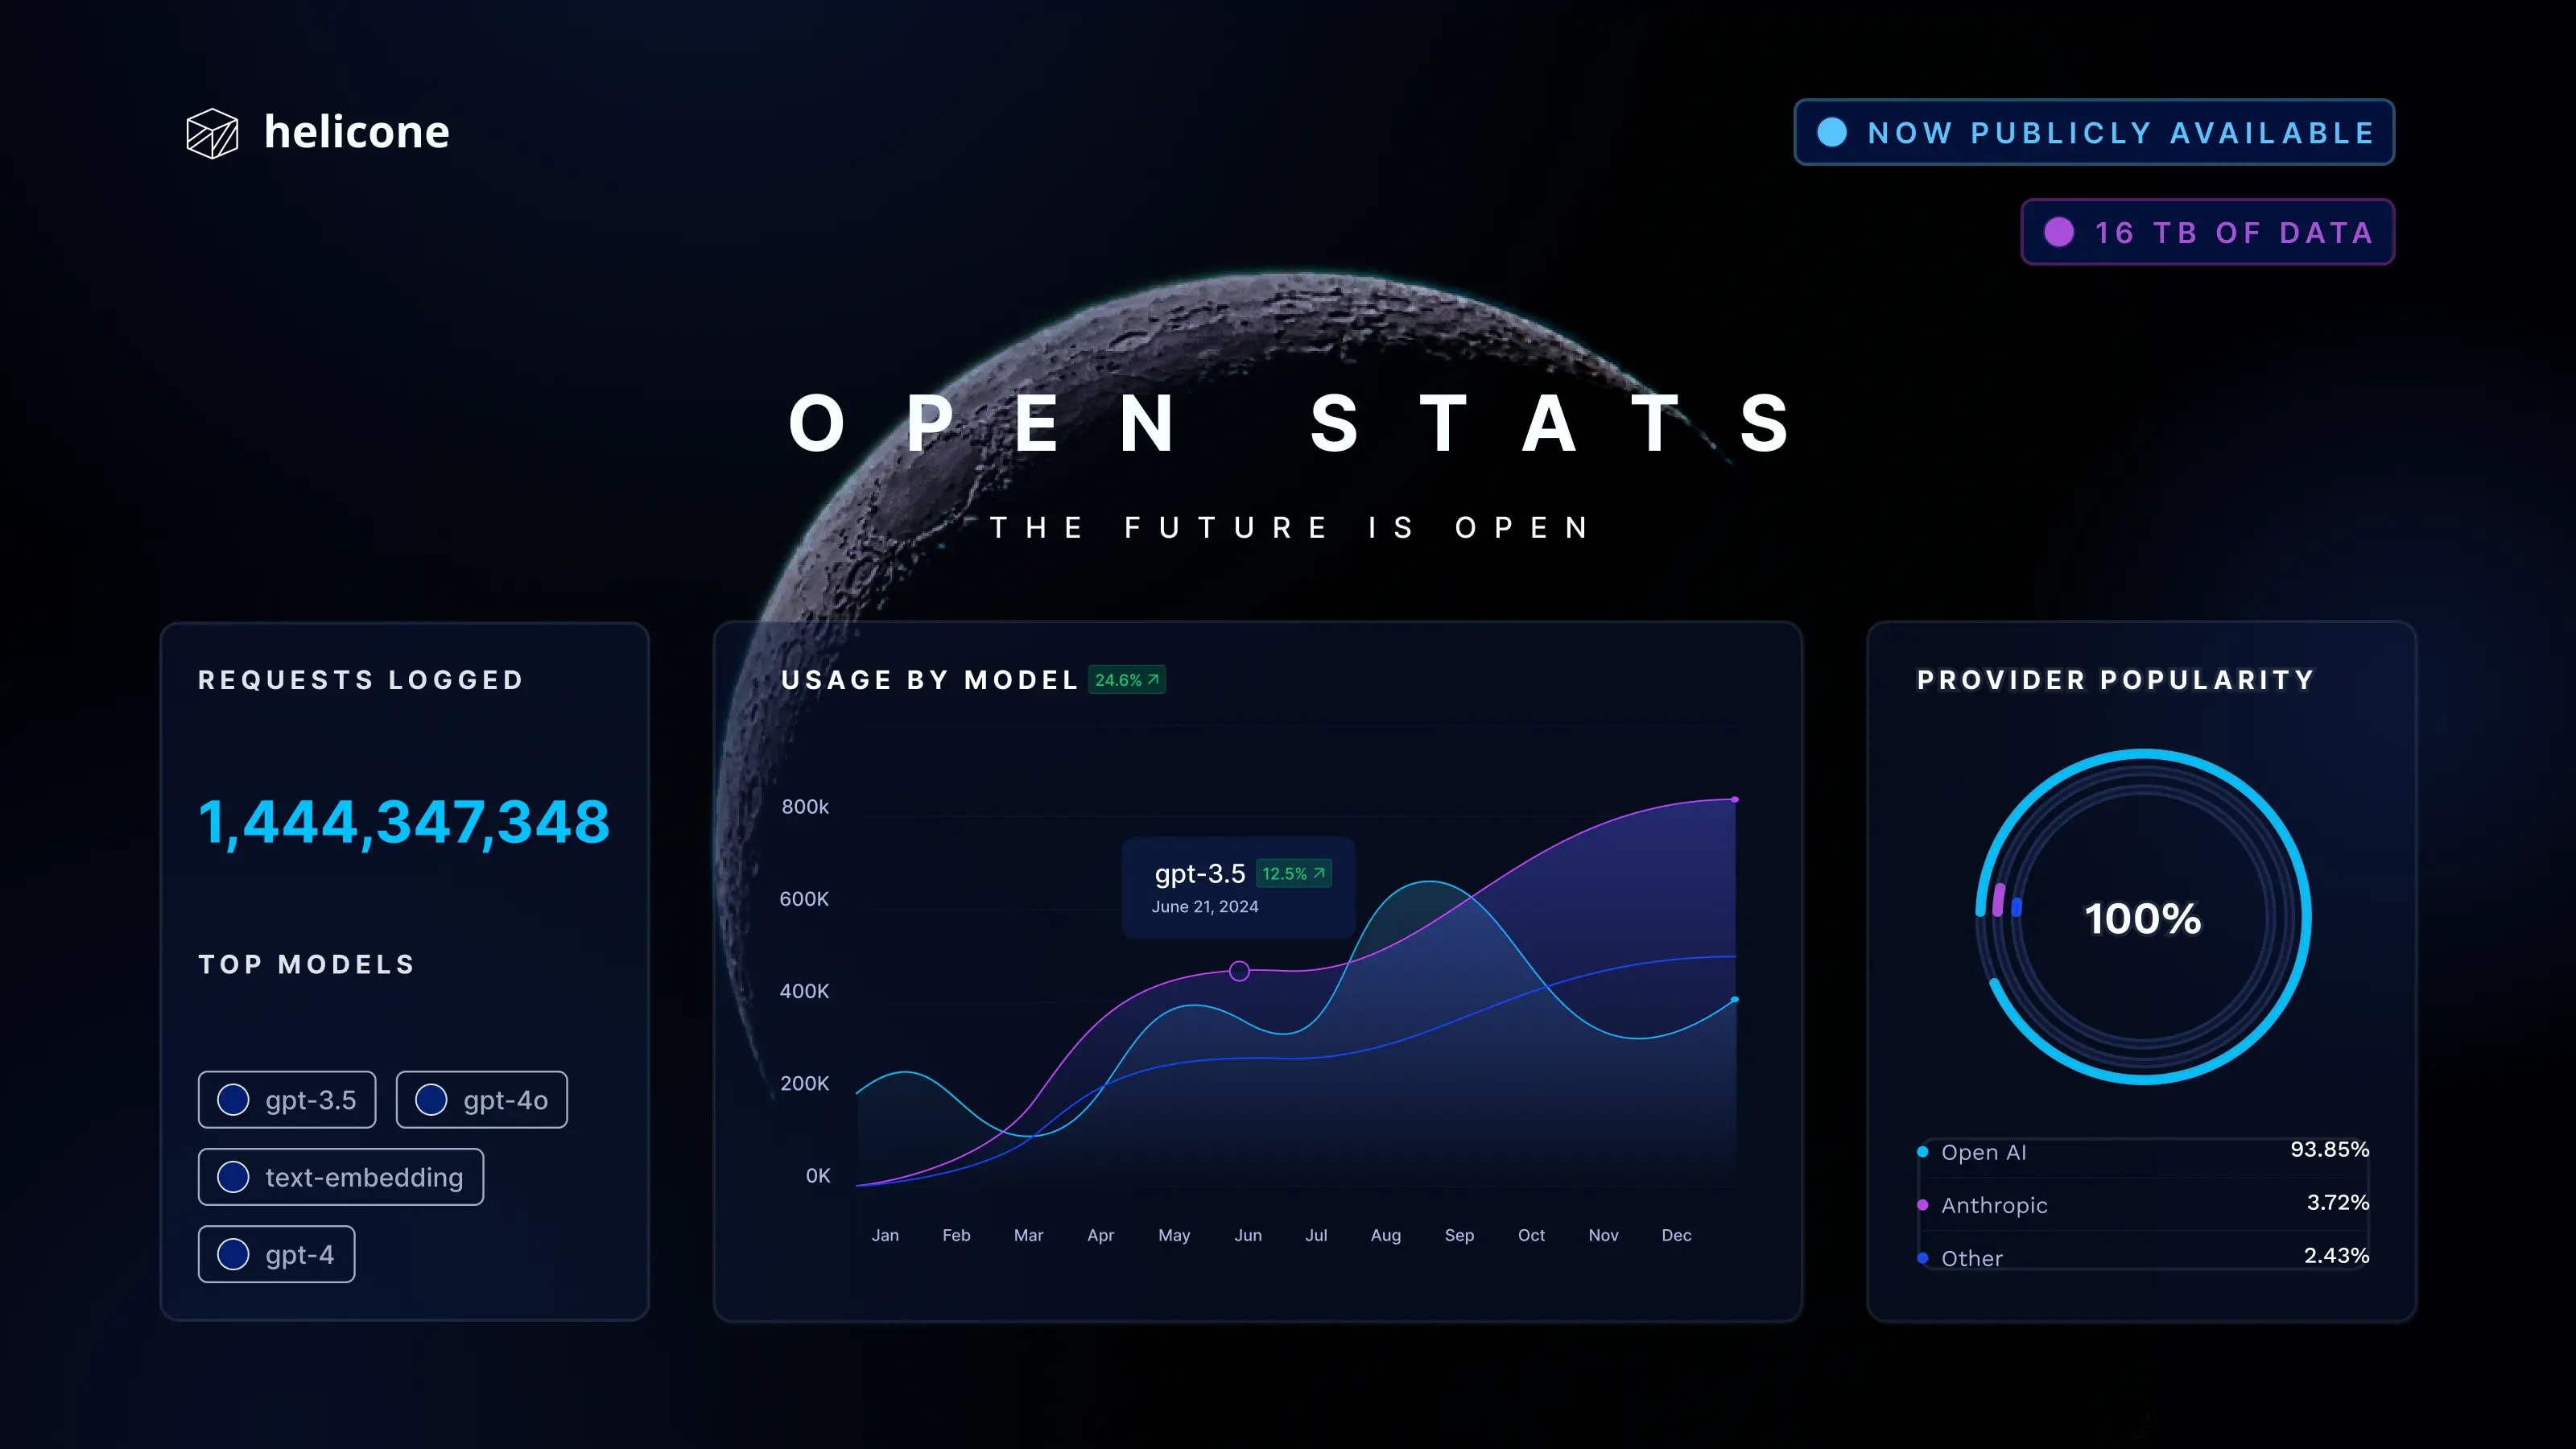 helicone
NOW PUBLICLY AVAILABLE
16 TB OF DATA
OPEN STATS
THE FUTURE IS OPEN
REQUESTS LOGGED
1,444,347,348
TOP MODELS
gpt-3.5
gpt-4o
text-embedding
gpt-4
USAGE BY MODEL 24.6%
800k
600K
400K
200K
0K
gpt-3.5 12.5%
June 21, 2024
Jan Feb Mar Apr May Jun Jul Aug Sep Oct Nov Dec
PROVIDER POPULARITY
100%
Open AI 93.85%
Anthropic 3.72%
Other 2.43%